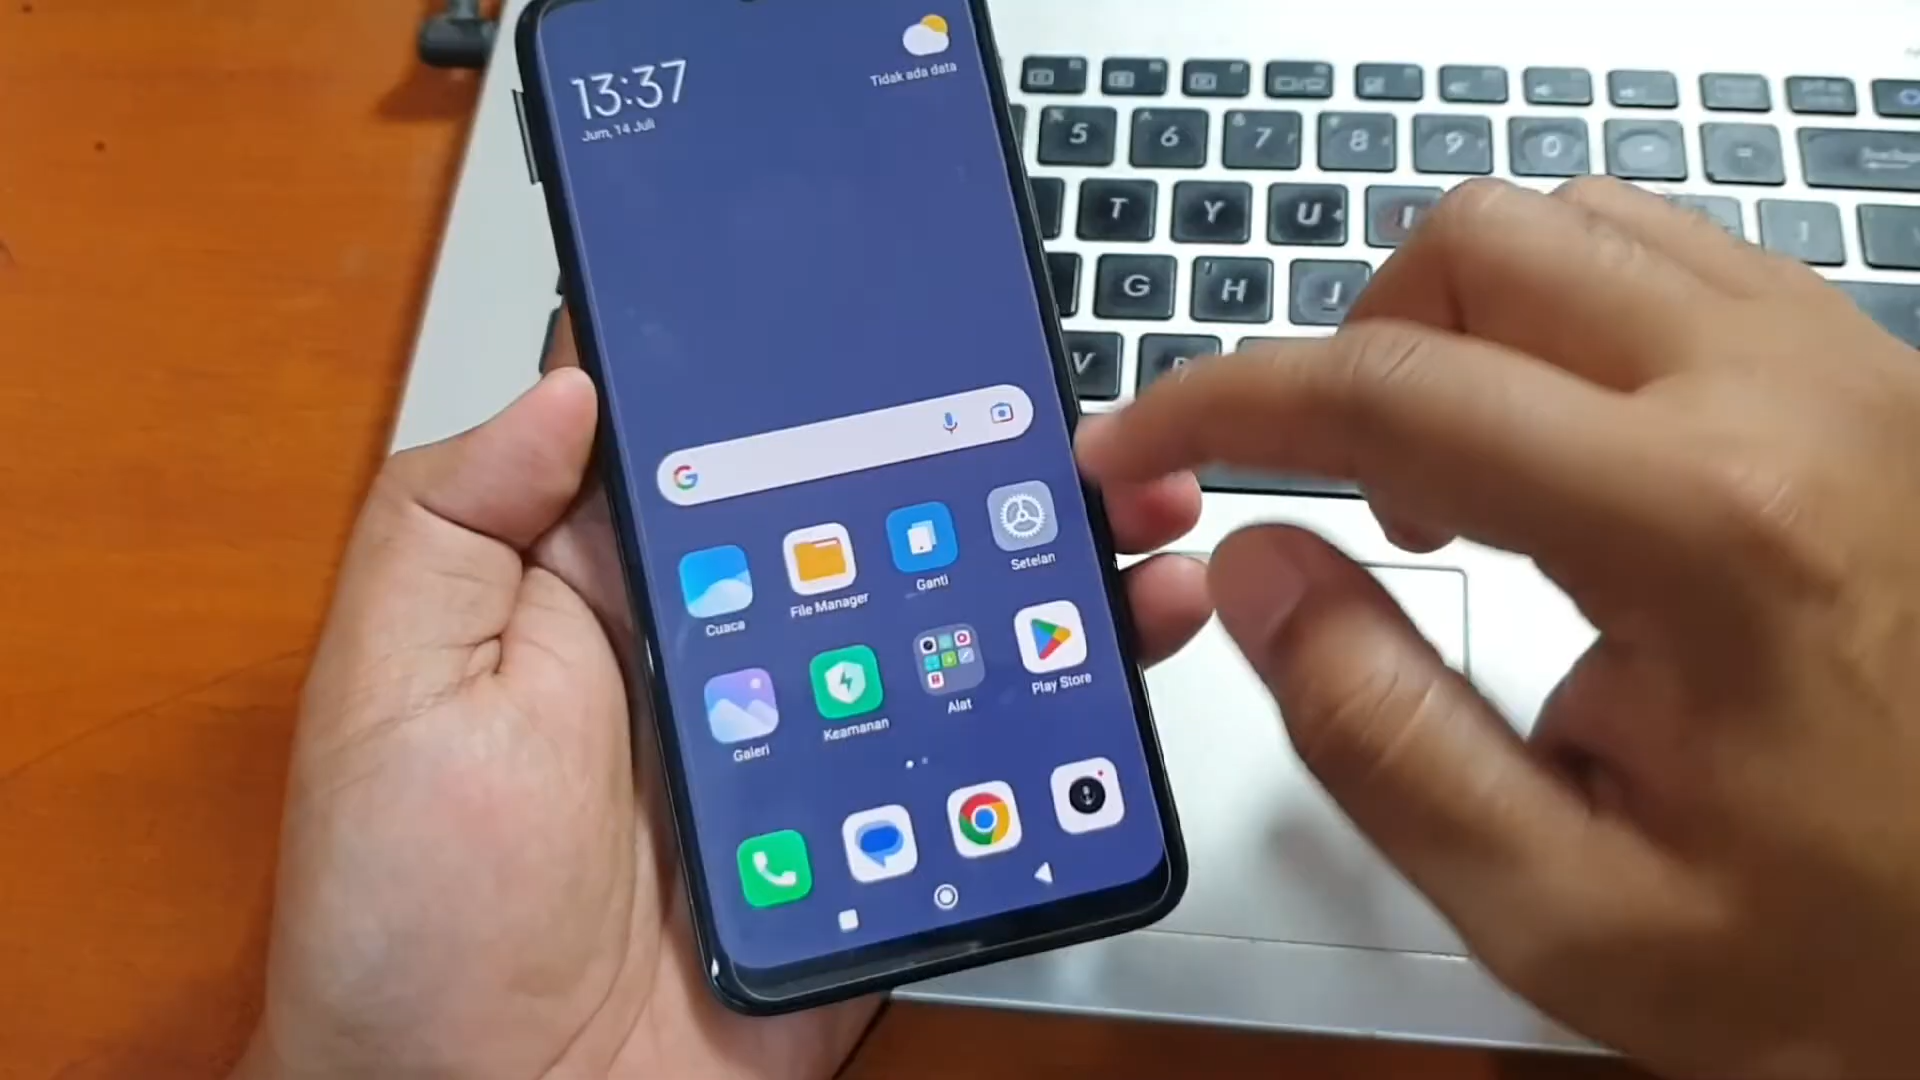 13:37
Jum, 14 Juli
Tidak ada data
Cuaca
File Manager
Ganti
Setelan
Galeri
Keamanan
Alat
Play Store
5 6 7 8 9 0 - =
T Y U I
G H J
V